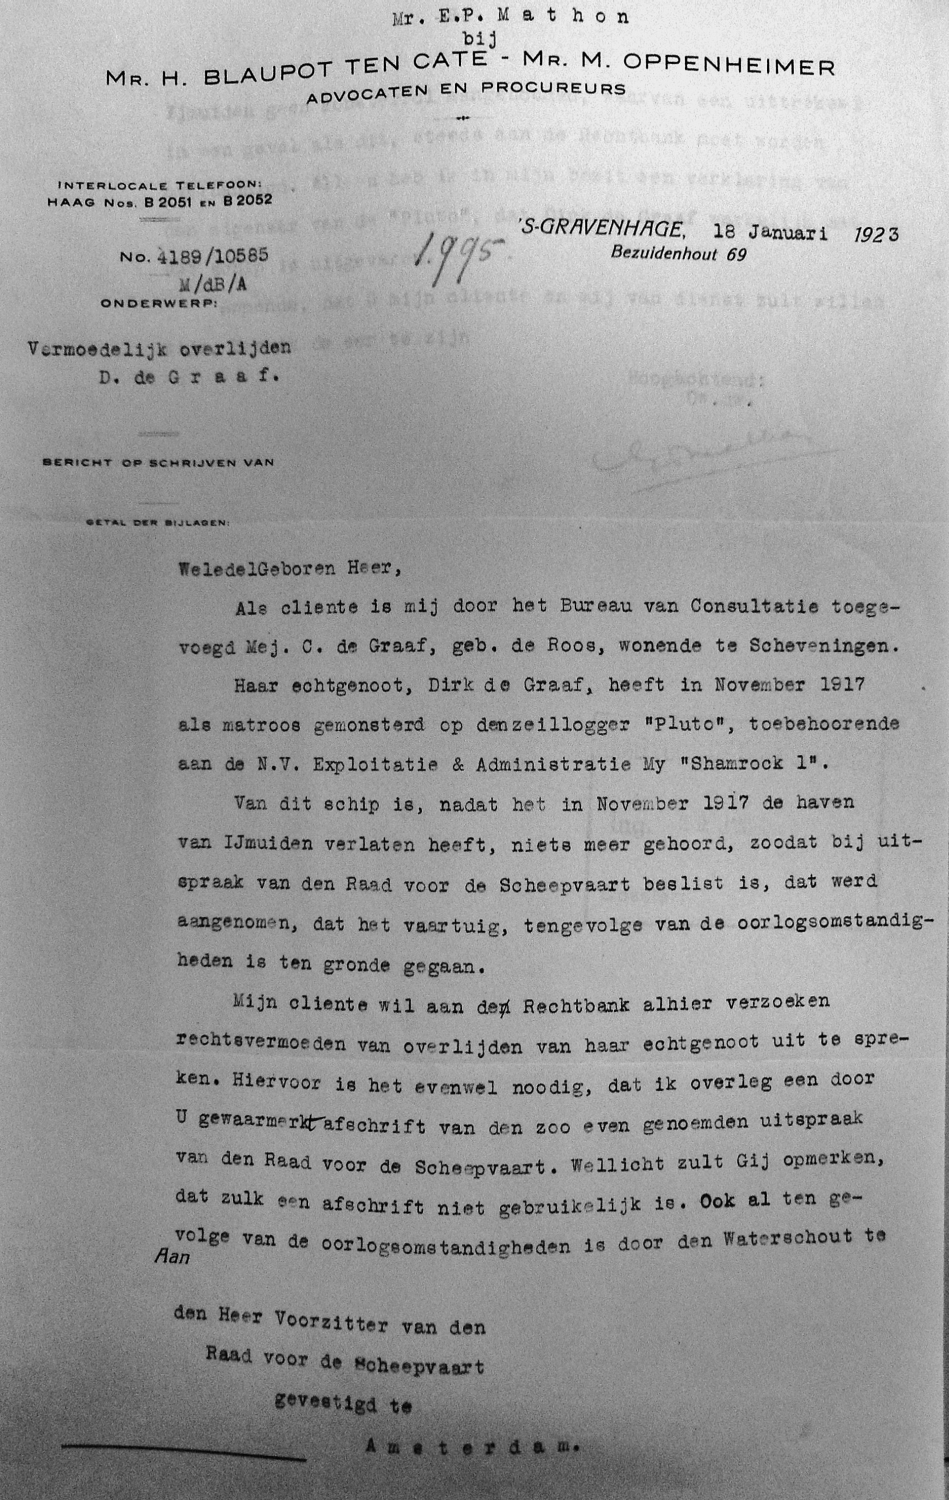 Mr. E.P. Mathon
bij
MR. H. BLAUPOT TEN CATE - MR. M. OPPENHEIMER
ADVOCATEN EN PROCUREURS
INTERLOCALE TELEFOON:
HAAG Nos. B 2051 EN B 2052
'S-GRAVENHAGE, 18 Januari 1923
Bezuidenhout 69
1995.
No. 4189/10585
M/dB/A
ONDERWERP:
Vermoedelijk overlijden
D. de Graaf.
BERICHT OP SCHRIJVEN VAN
GETAL DER BIJLAGEN:
WeledelGeboren Heer,
Als cliente is mij door het Bureau van Consultatie toege-
voegd Mej. C. de Graaf, geb. de Roos, wonende te Scheveningen.
Haar echtgenoot, Dirk de Graaf, heeft in November 1917
als matroos gemonsterd op denzeillogger "Pluto", toebehoorende
aan de N.V. Exploitatie & Administratie My "Shamrock 1".
Van dit schip is, nadat het in November 1917 de haven
van IJmuiden verlaten heeft, niets meer gehoord, zoodat bij uit-
spraak van den Raad voor de Scheepvaart beslist is, dat werd
aangenomen, dat het vaartuig, tengevolge van de oorlogsomstandig-
heden is ten gronde gegaan.
Mijn cliente wil aan de Rechtbank alhier verzoeken
rechtsvermoeden van overlijden van haar echtgenoot uit te spre-
ken. Hiervoor is het evenwel noodig, dat ik overleg een door
U gewaarmerkt afschrift van den zoo even genoemden uitspraak
van den Raad voor de Scheepvaart. Wellicht zult Gij opmerken,
dat zulk een afschrift niet gebruikelijk is. Ook al ten ge-
volge van de oorlogsomstandigheden is door den Waterschout te
Aan
den Heer Voorzitter van den
Raad voor de Scheepvaart
gevestigd te
Amsterdam.